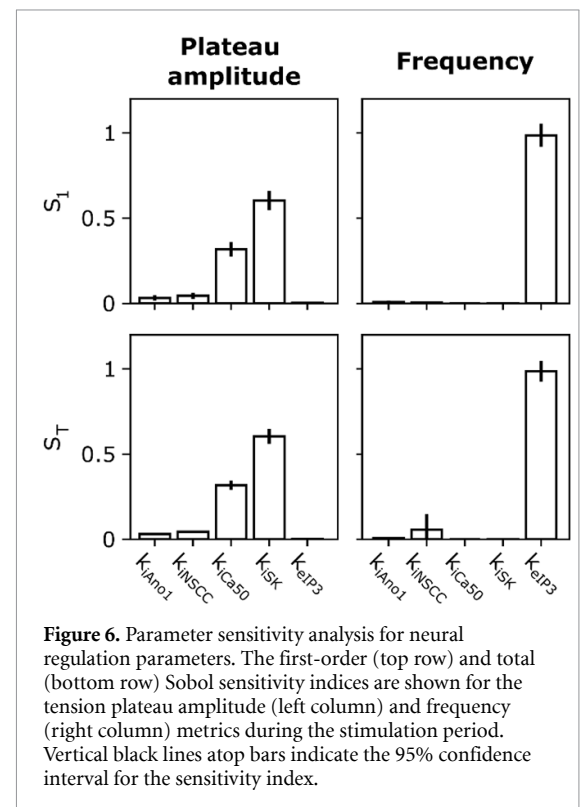 Plateau
amplitude
Frequency
S1
1
0.5
0
ST
1
0.5
0
kiAno1
kiNSCC
kiCa50
kiSK
keIP3
kiAno1
kiNSCC
kiCa50
kiSK
keIP3
Figure 6. Parameter sensitivity analysis for neural
regulation parameters. The first-order (top row) and total
(bottom row) Sobol sensitivity indices are shown for the
tension plateau amplitude (left column) and frequency
(right column) metrics during the stimulation period.
Vertical black lines atop bars indicate the 95% confidence
interval for the sensitivity index.